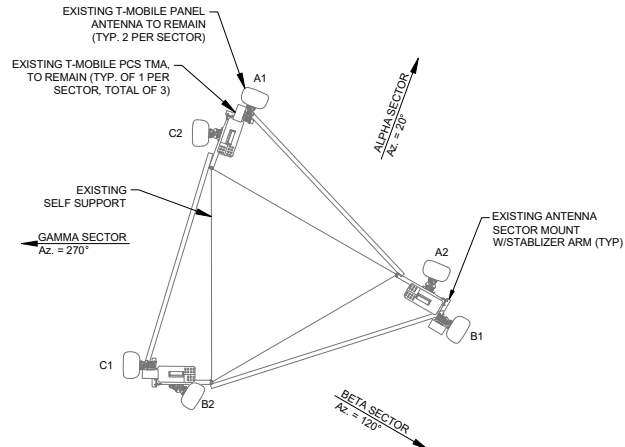 EXISTING T-MOBILE PANEL
ANTENNA TO REMAIN
(TYP. 2 PER SECTOR)
EXISTING T-MOBILE PCS TMA,
TO REMAIN (TYP. OF 1 PER
SECTOR, TOTAL OF 3)
A1
C2
ALPHA SECTOR
Az. = 20°
EXISTING
SELF SUPPORT
GAMMA SECTOR
Az. = 270°
EXISTING ANTENNA
SECTOR MOUNT
W/STABLIZER ARM (TYP)
A2
B1
C1
B2
BETA SECTOR
Az. = 120°